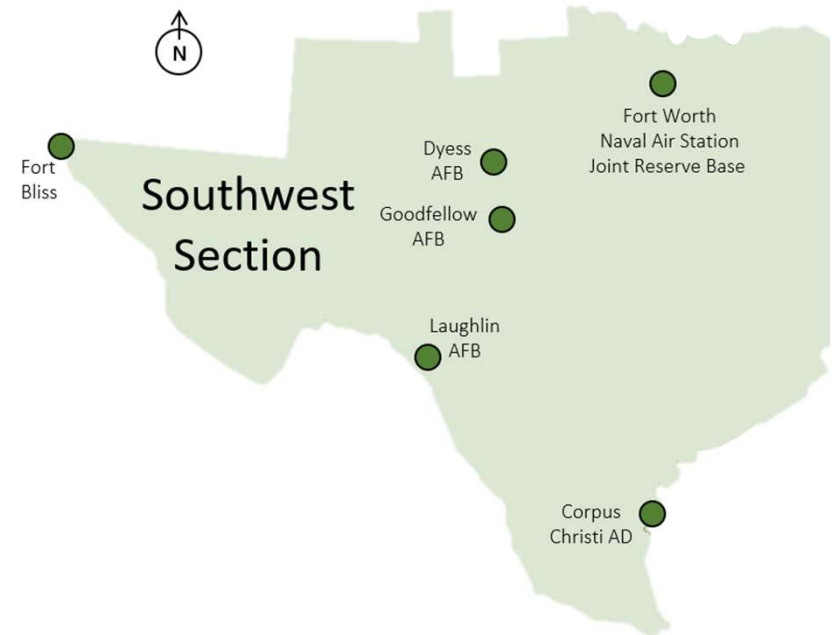 N
Fort Worth
Naval Air Station
Joint Reserve Base
Dyess
AFB
Fort
Bliss
Southwest
Section
Goodfellow
AFB
Laughlin
AFB
Corpus
Christi AD